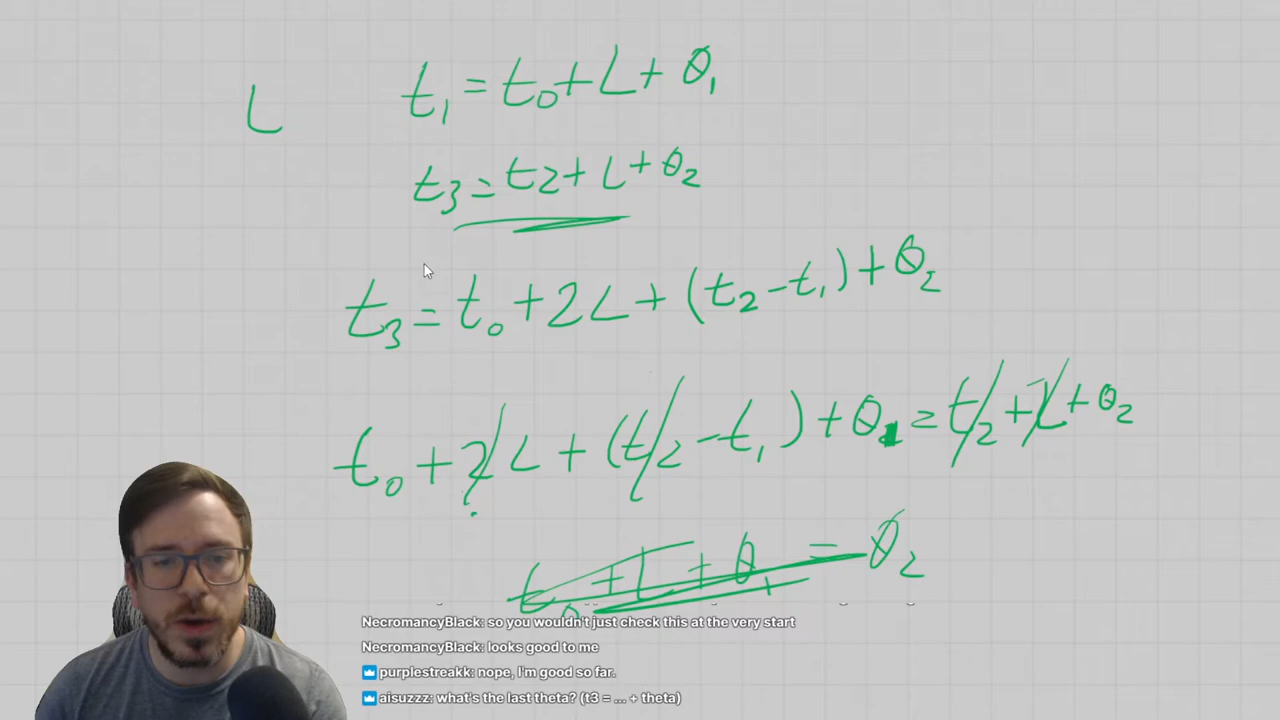 L
t₁ = t₀ + L + θ₁
t₃ = t₂ + L + θ₂
t₃ = t₀ + 2L + (t₂ - t₁) + θ₂
t₀ + 2L + (t₂ - t₁) + θ = t₂ + L + θ₂
t₀ + L + θ₁ = θ₂
NecromancyBlack: so you wouldn't just check this at the very start
NecromancyBlack: looks good to me
purplestreakk: nope, I'm good so far.
aisuzzz: what's the last theta? (t3 = ... + theta)